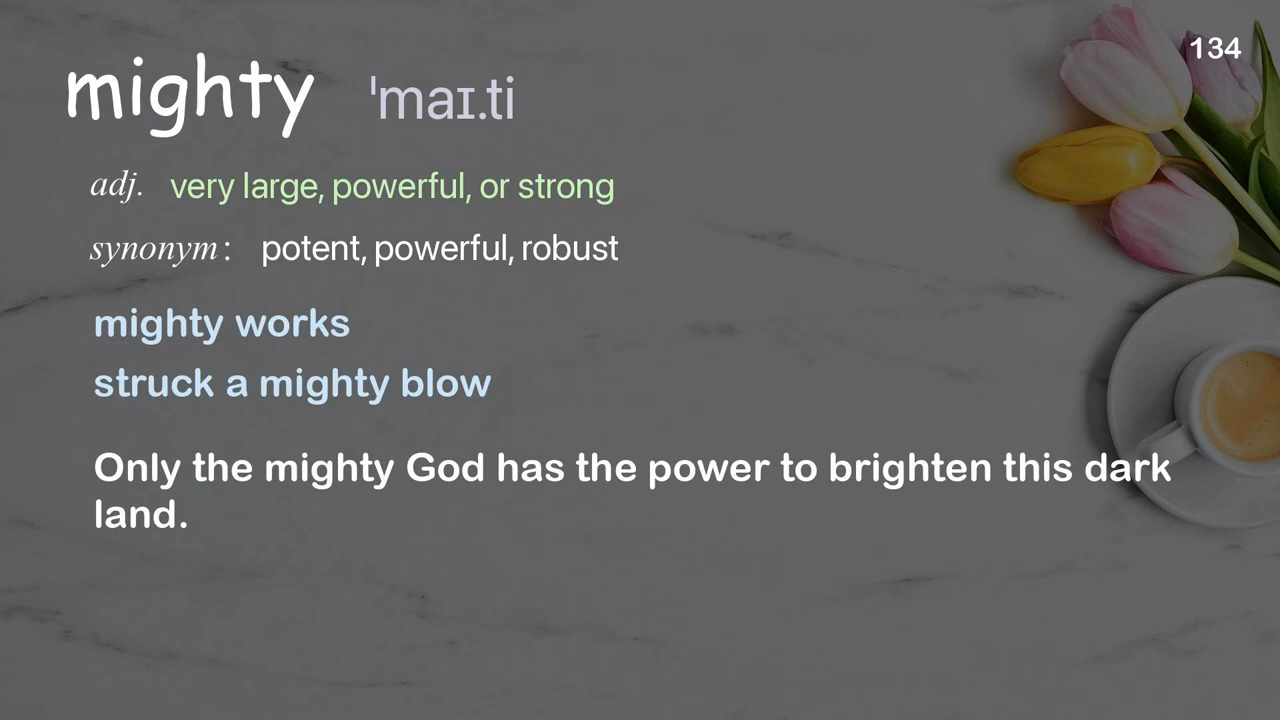 134
mighty ˈmaɪ.ti
adj. very large, powerful, or strong
synonym: potent, powerful, robust
mighty works
struck a mighty blow
Only the mighty God has the power to brighten this dark
land.